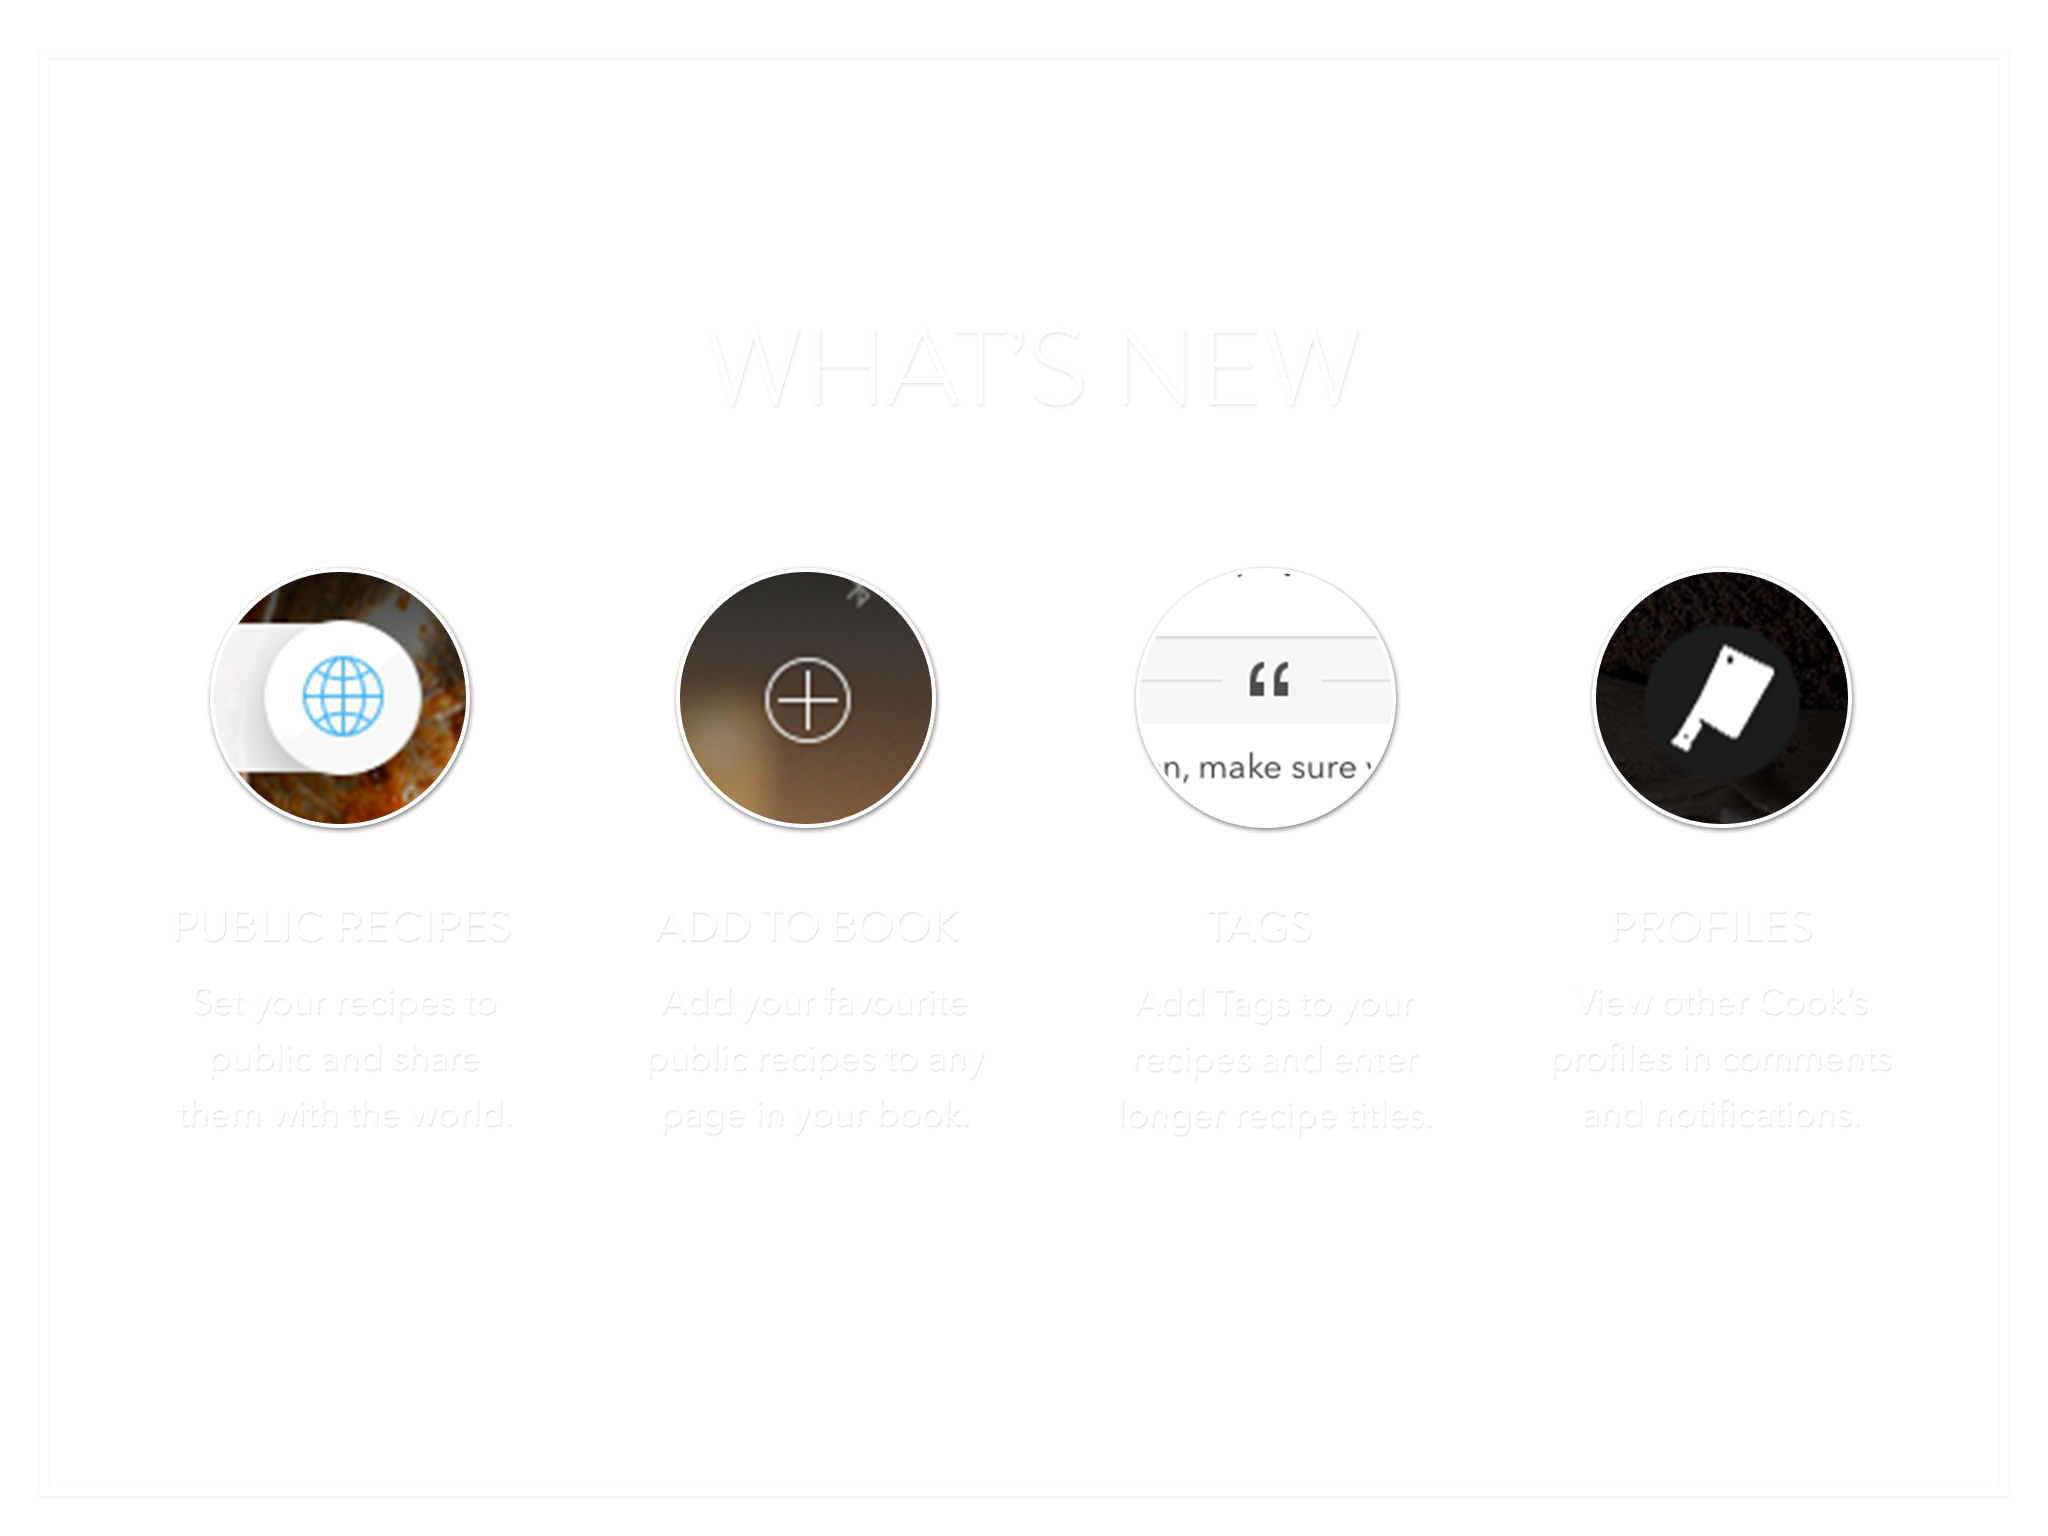 WHAT'S NEW
“
n, make sure
PUBLIC RECIPES
Set your recipes to
public and share
them with the world.
ADD TO BOOK
Add your favourite
public recipes to any
page in your book.
TAGS
Add Tags to your
recipes and enter
longer recipe titles.
PROFILES
View other Cook's
profiles in comments
and notifications.